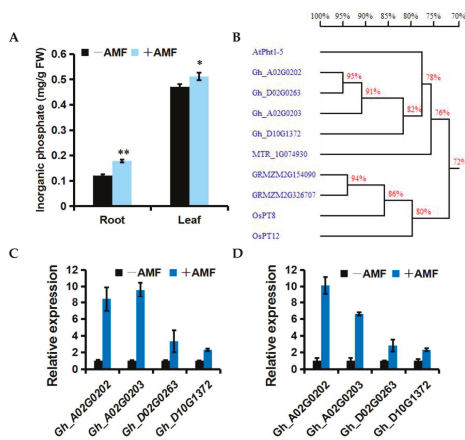 A
B
Inorganic phosphate (mg/g FW)
0.6
0.5
0.4
0.3
0.2
0.1
0
−AMF
+AMF
**
*
Root
Leaf
100%
95%
90%
85%
80%
75%
70%
AtPht1-5
Gh_A02G0202
Gh_D02G0263
Gh_A02G0203
Gh_D10G1372
MTR_1G074930
GRMZM2G154090
GRMZM2G326707
OsPT8
OsPT12
95%
91%
82%
78%
76%
72%
94%
86%
80%
C
Relative expression
12
10
8
6
4
2
0
−AMF
+AMF
Gh_A02G0202
Gh_A02G0203
Gh_D02G0263
Gh_D10G1372
D
Relative expression
12
10
8
6
4
2
0
−AMF
+AMF
Gh_A02G0202
Gh_A02G0203
Gh_D02G0263
Gh_D10G1372